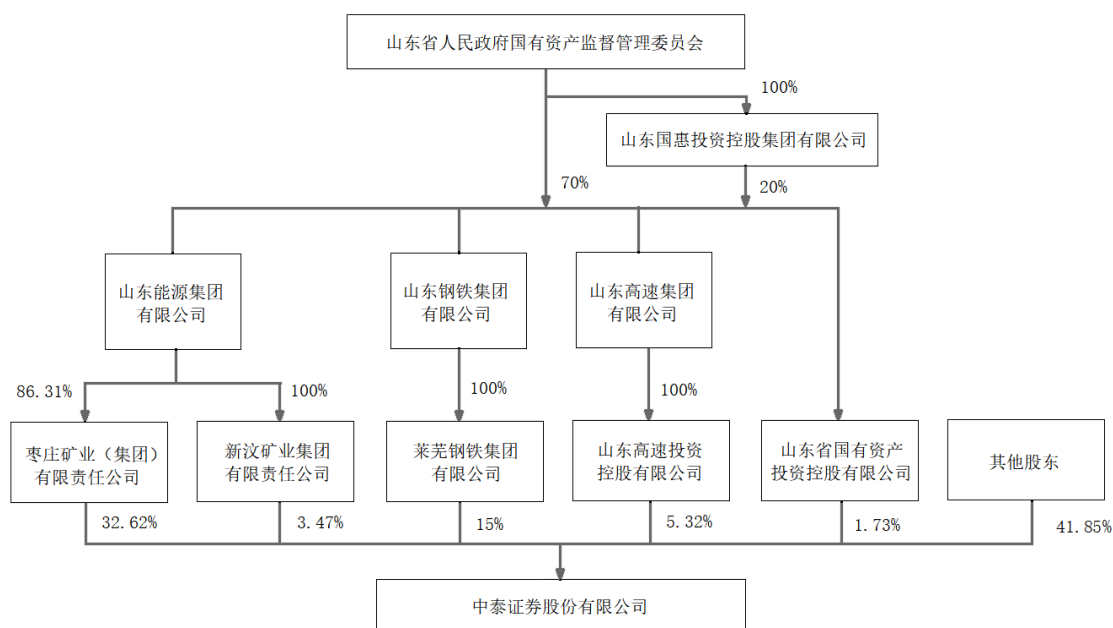 山东省人民政府国有资产监督管理委员会
100%
山东国惠投资控股集团有限公司
70%
20%
山东能源集团
有限公司
山东钢铁集团
有限公司
山东高速集团
有限公司
86.31%
100%
100%
100%
枣庄矿业（集团）
有限责任公司
新汶矿业集团
有限责任公司
莱芜钢铁集团
有限公司
山东高速投资
控股有限公司
山东省国有资产
投资控股有限公司
其他股东
32.62%
3.47%
15%
5.32%
1.73%
41.85%
中泰证券股份有限公司